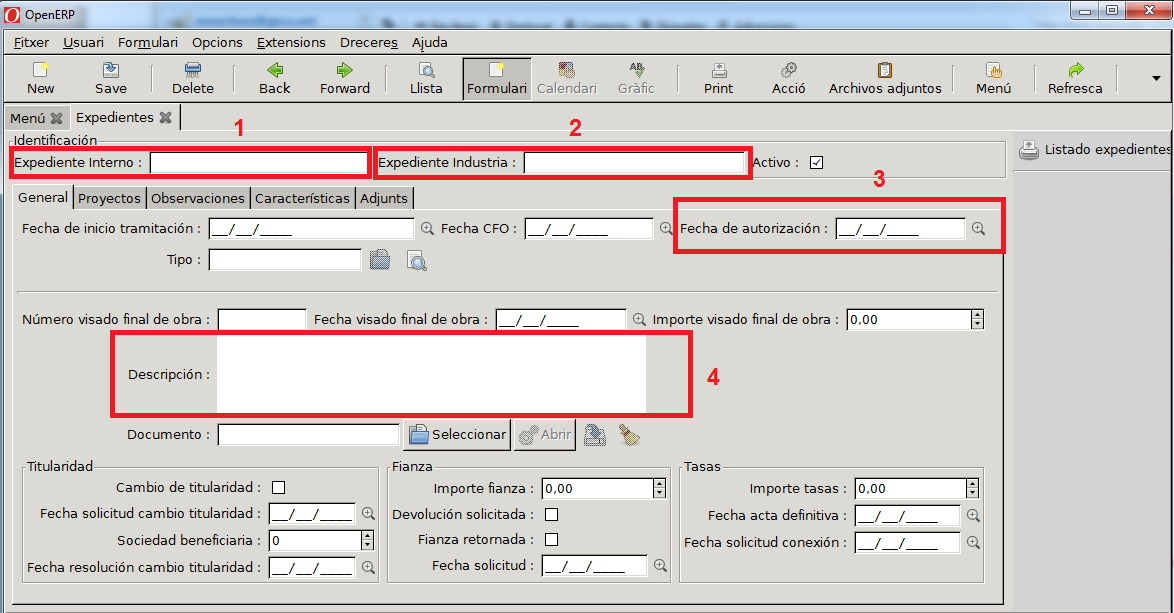 OpenERP
Fitxer Usuari Formulari Opcions Extensions Dreceres Ajuda
New Save Delete Back Forward Llista Formulari Calendari Gràfic Print Acció Archivos adjuntos Menú Refresca
Menú Expedientes
1 2
Identificación
Expediente Interno : Expediente Industria : Activo : Listado expedientes
3
General Proyectos Observaciones Características Adjunts
Fecha de inicio tramitación : __/__/____ Fecha CFO : __/__/____ Fecha de autorización : __/__/____
Tipo :
Número visado final de obra : Fecha visado final de obra : __/__/____ Importe visado final de obra : 0,00
Descripción : 4
Documento : Seleccionar Abrir
Titularidad Fianza Tasas
Cambio de titularidad : Importe fianza : 0,00 Importe tasas : 0,00
Fecha solicitud cambio titularidad : __/__/____ Devolución solicitada : Fecha acta definitiva : __/__/____
Sociedad beneficiaria : 0 Fianza retornada : Fecha solicitud conexión : __/__/____
Fecha resolución cambio titularidad : __/__/____ Fecha solicitud : __/__/____